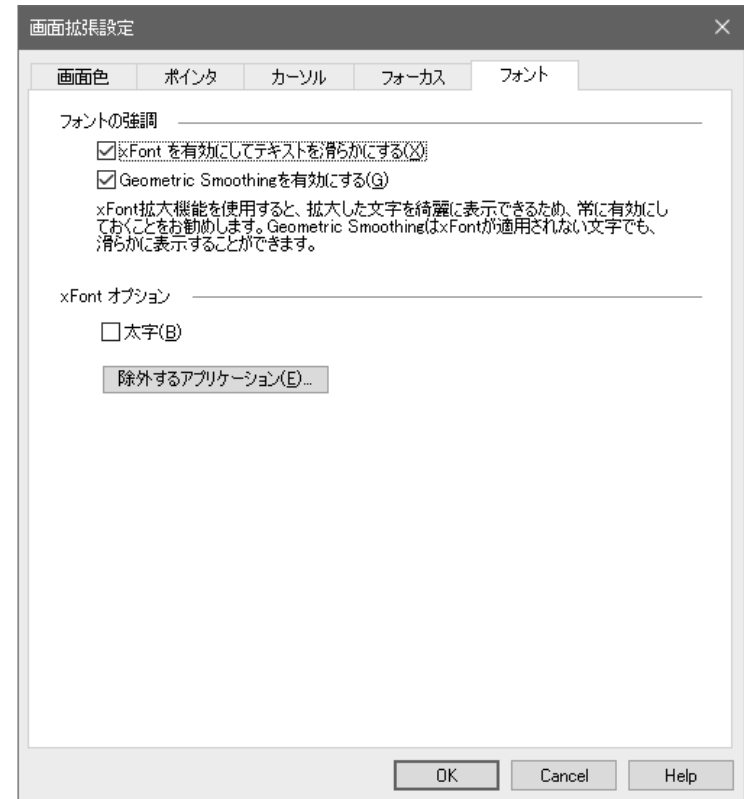 画面拡張設定
画面色 ポインタ カーソル フォーカス フォント
フォントの強調
xFont を有効にしてテキストを滑らかにする(X)
Geometric Smoothingを有効にする(G)
xFont拡大機能を使用すると、拡大した文字を綺麗に表示できるため、常に有効にし
ておくことをお勧めします。Geometric SmoothingはxFontが適用されない文字でも、
滑らかに表示することができます。
xFont オプション
太字(B)
除外するアプリケーション(E)...
OK Cancel Help